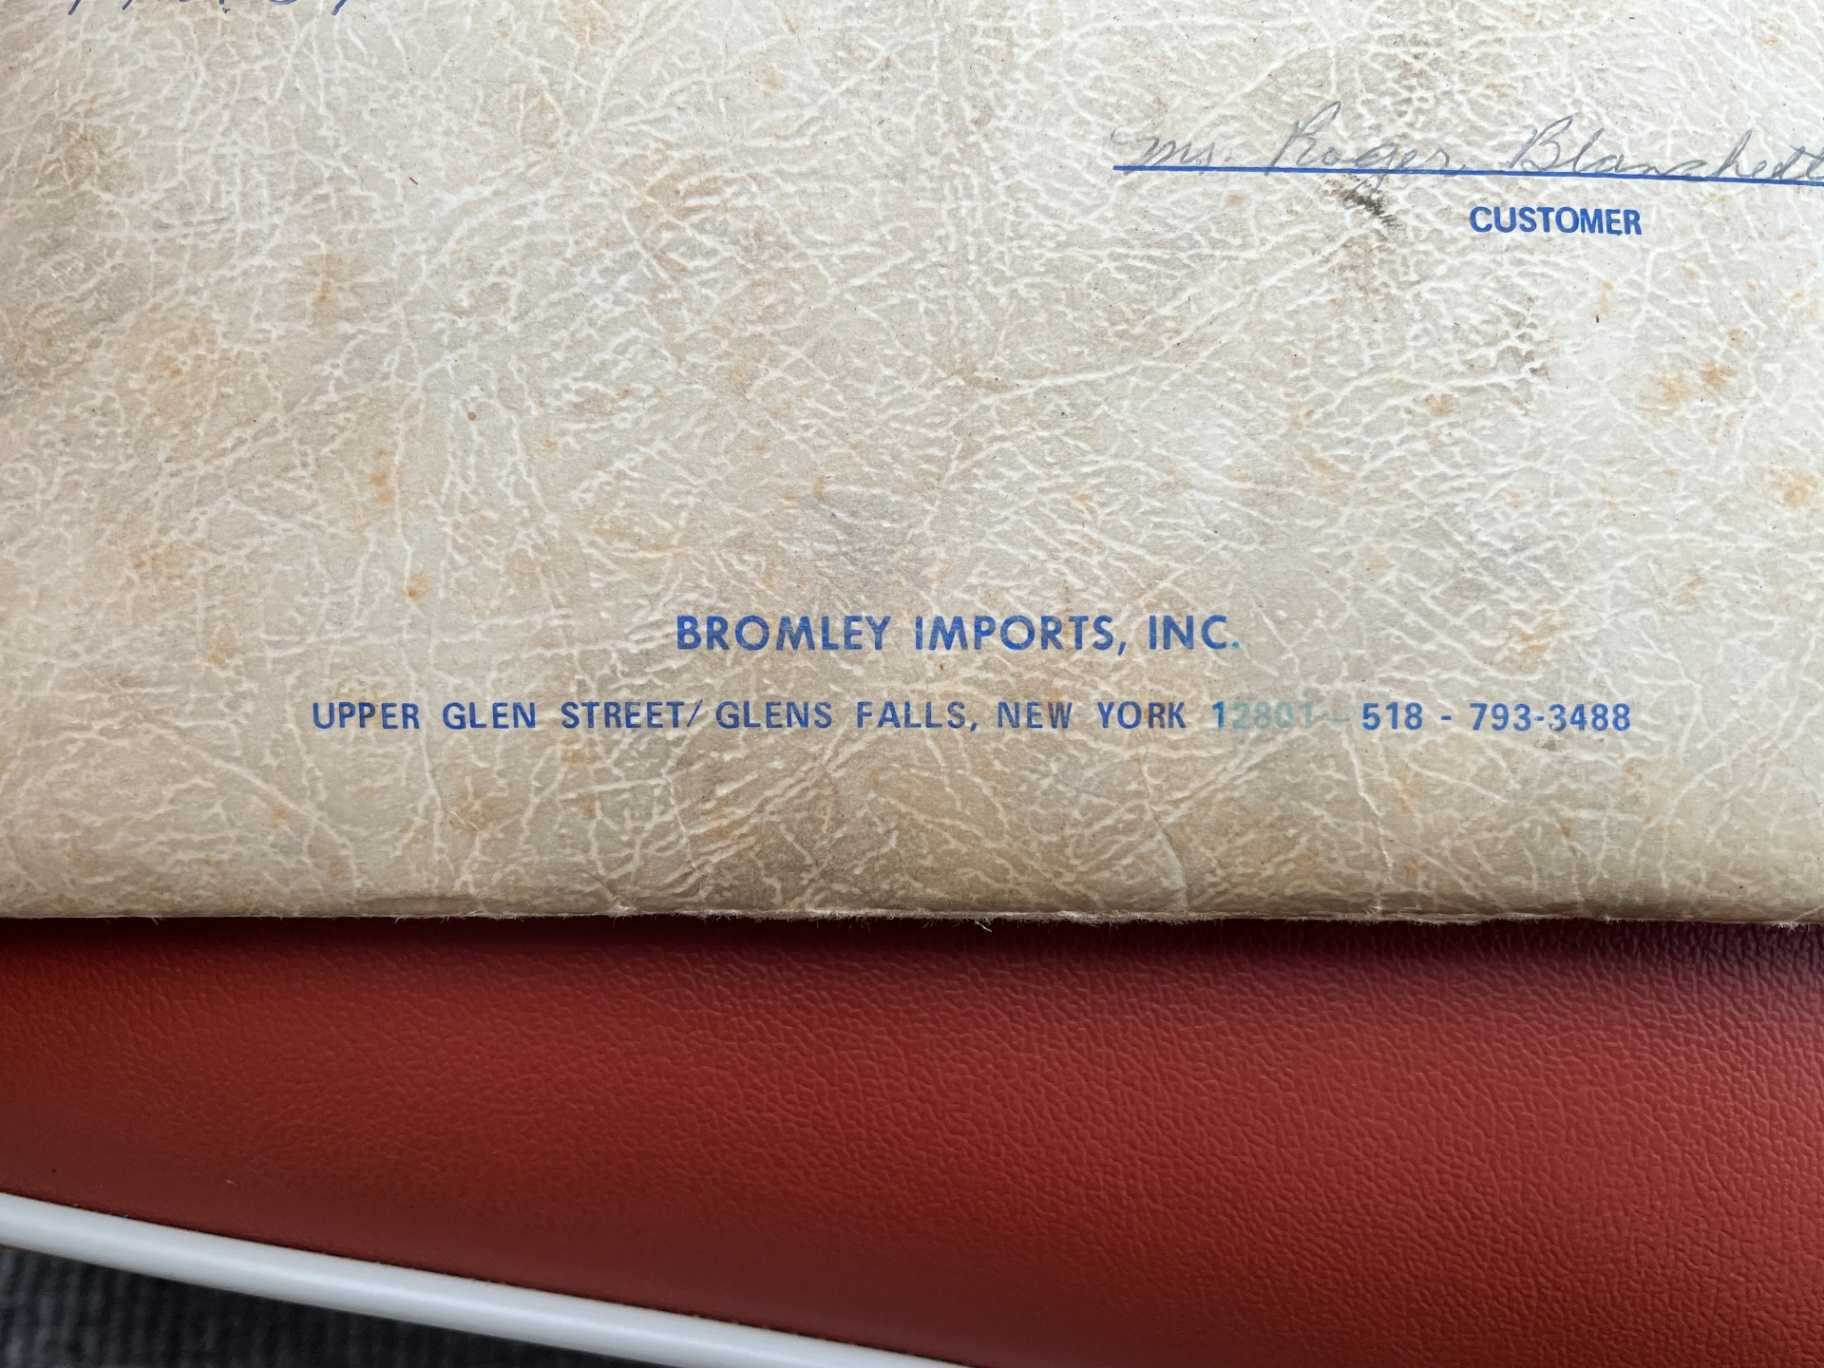 Mr. Roger Blanchett
CUSTOMER
BROMLEY IMPORTS, INC.
UPPER GLEN STREET/ GLENS FALLS, NEW YORK 12801 - 518 - 793-3488